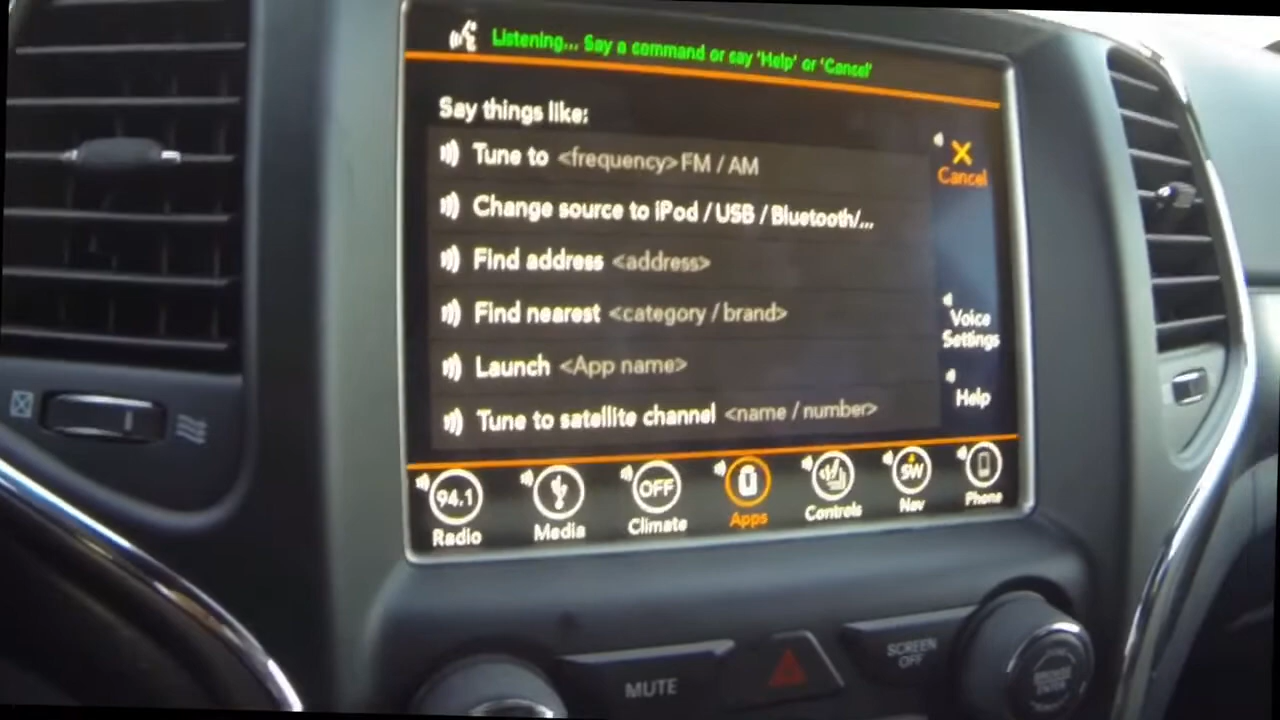 Listening... Say a command or say 'Help' or 'Cancel'
Say things like:
Tune to <frequency> FM / AM
Change source to iPod / USB / Bluetooth/...
Find address <address>
Find nearest <category / brand>
Launch <App name>
Tune to satellite channel <name / number>
X
Cancel
Voice
Settings
Help
94.1
Radio
Media
OFF
Climate
Apps
Controls
SW
Nav
Phone
MUTE
SCREEN
OFF